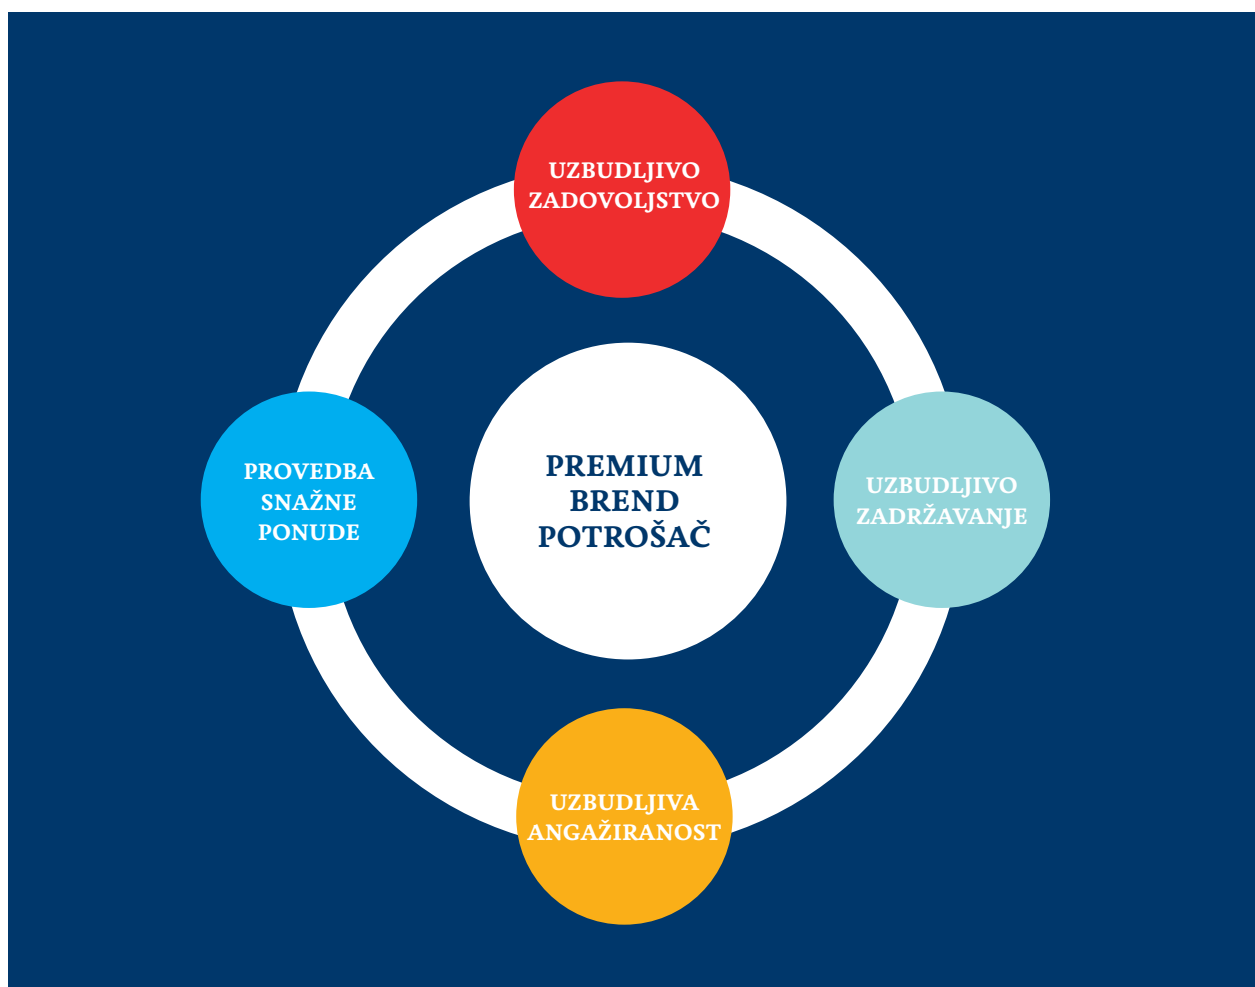 UZBUDLJIVO
ZADOVOLJSTVO
PROVEDBA
SNAŽNE
PONUDE
PREMIUM
BREND
POTROŠAČ
UZBUDLJIVO
ZADRŽAVANJE
UZBUDLJIVA
ANGAŽIRANOST